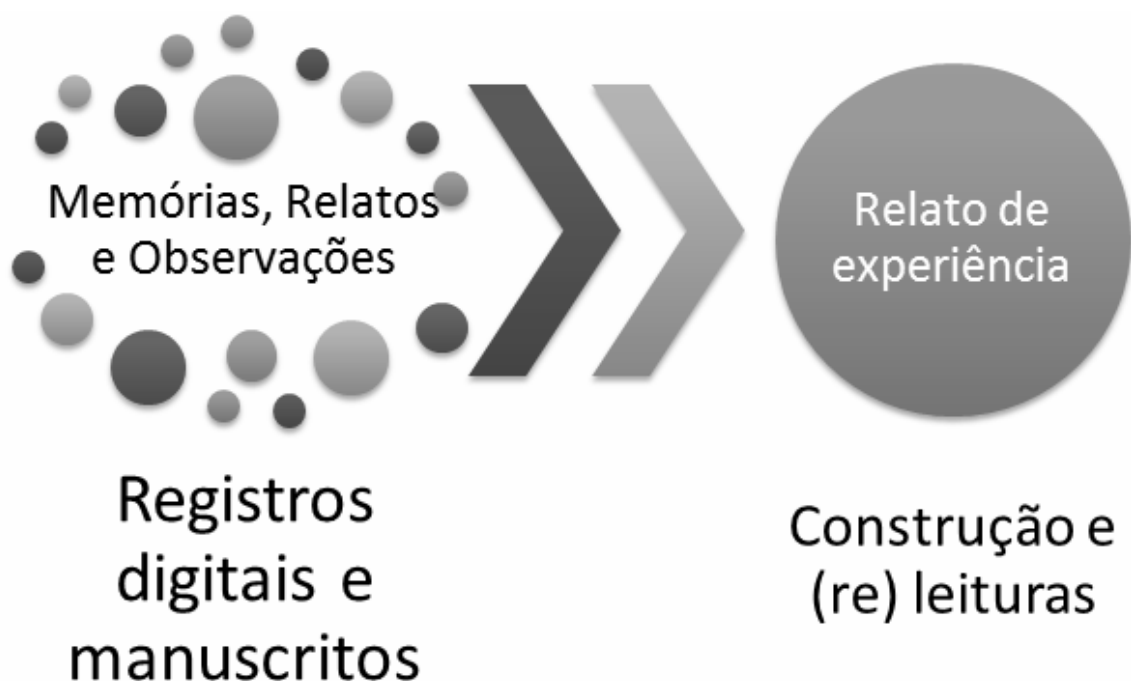 Memórias, Relatos
e Observações
Registros
digitais e
manuscritos
Relato de
experiência
Construção e
(re) leituras